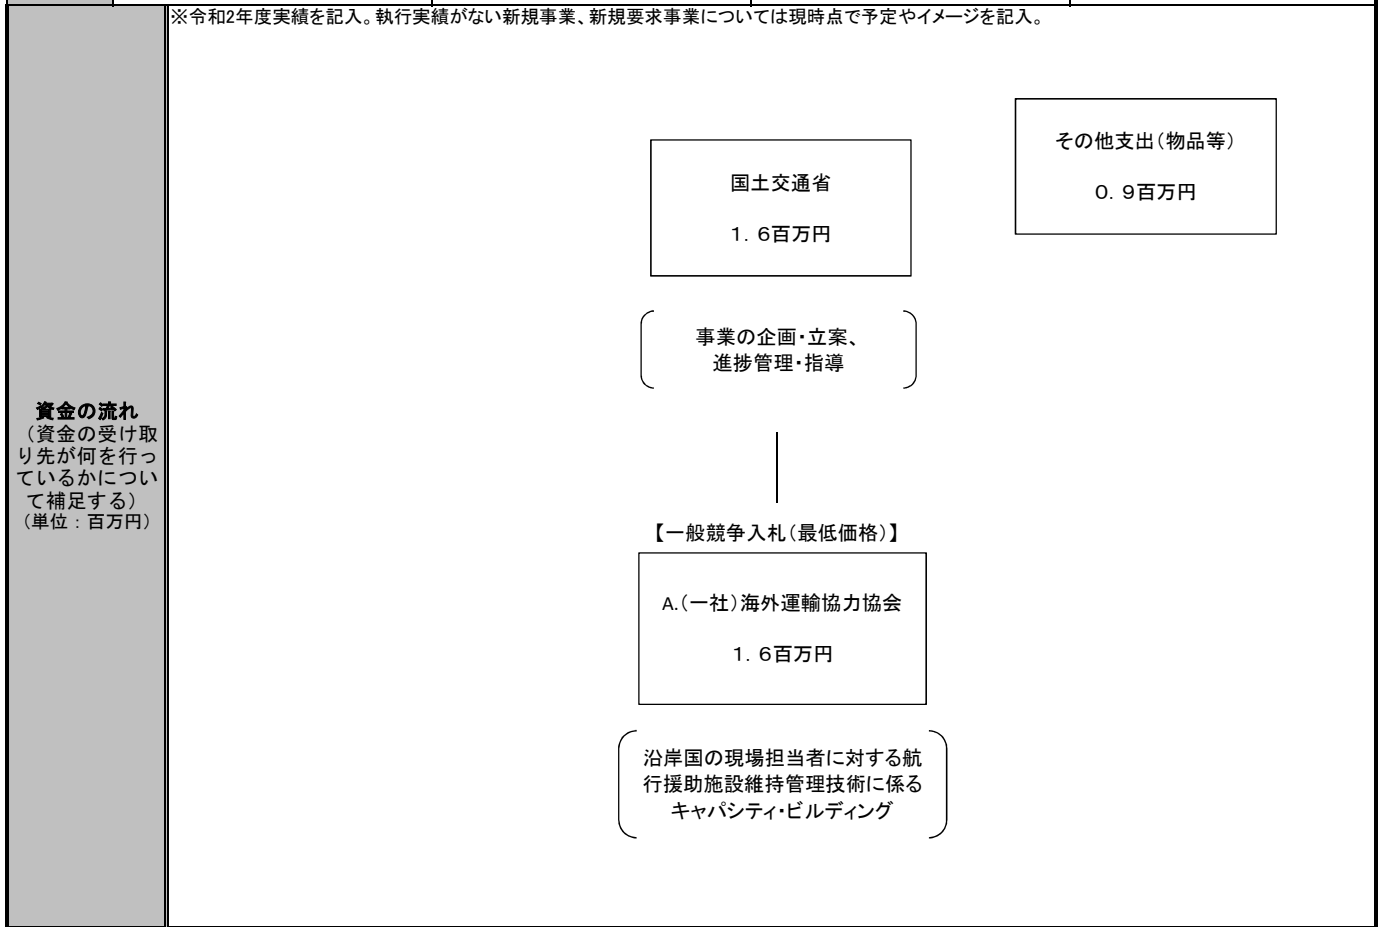 ※令和2年度実績を記入。執行実績がない新規事業、新規要求事業については現時点で予定やイメージを記入。
その他支出（物品等）
０．９百万円
国土交通省
１．６百万円
事業の企画・立案、
進捗管理・指導
資金の流れ
（資金の受け取
り先が何を行っ
ているかについ
て補足する）
（単位：百万円）
【一般競争入札（最低価格）】
A.（一社）海外運輸協力協会
１．６百万円
沿岸国の現場担当者に対する航
行援助施設維持管理技術に係る
キャパシティ・ビルディング